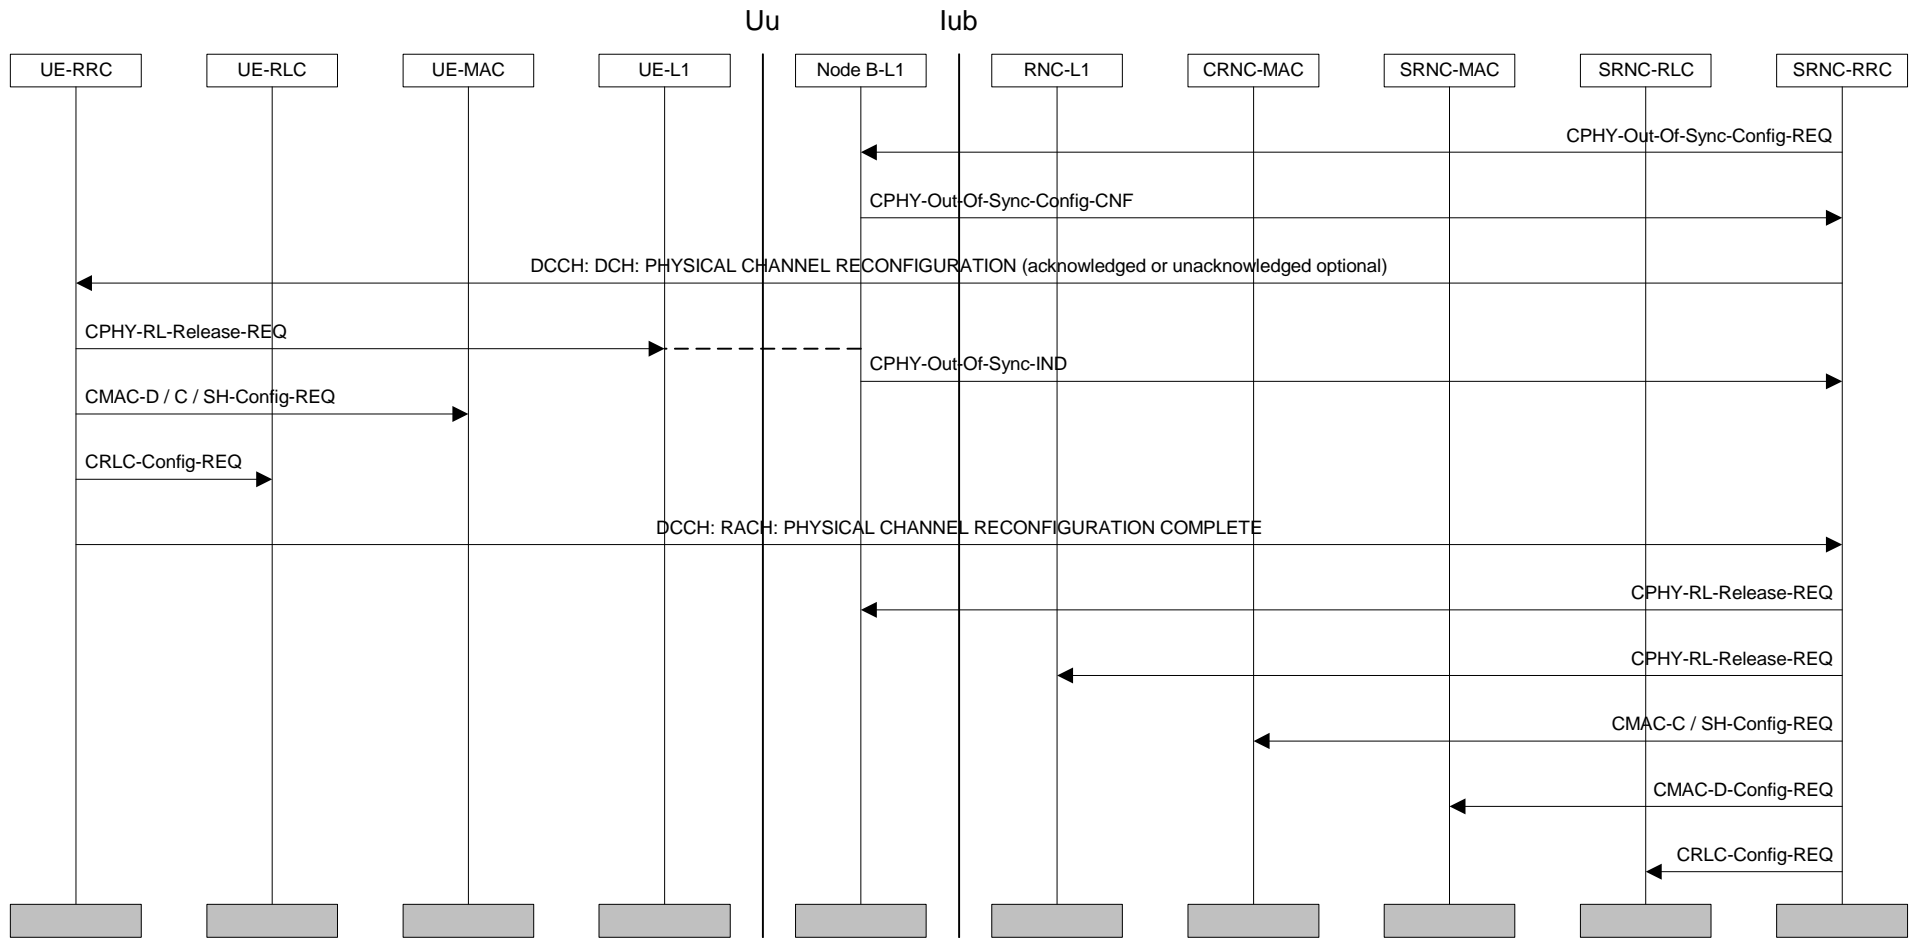 Uu
Iub
UE-RRC
UE-RLC
UE-MAC
UE-L1
Node B-L1
RNC-L1
CRNC-MAC
SRNC-MAC
SRNC-RLC
SRNC-RRC
CPHY-Out-Of-Sync-Config-REQ
CPHY-Out-Of-Sync-Config-CNF
DCCH: DCH: PHYSICAL CHANNEL RECONFIGURATION (acknowledged or unacknowledged optional)
CPHY-RL-Release-REQ
CPHY-Out-Of-Sync-IND
CMAC-D / C / SH-Config-REQ
CRLC-Config-REQ
DCCH: RACH: PHYSICAL CHANNEL RECONFIGURATION COMPLETE
CPHY-RL-Release-REQ
CPHY-RL-Release-REQ
CMAC-C / SH-Config-REQ
CMAC-D-Config-REQ
CRLC-Config-REQ